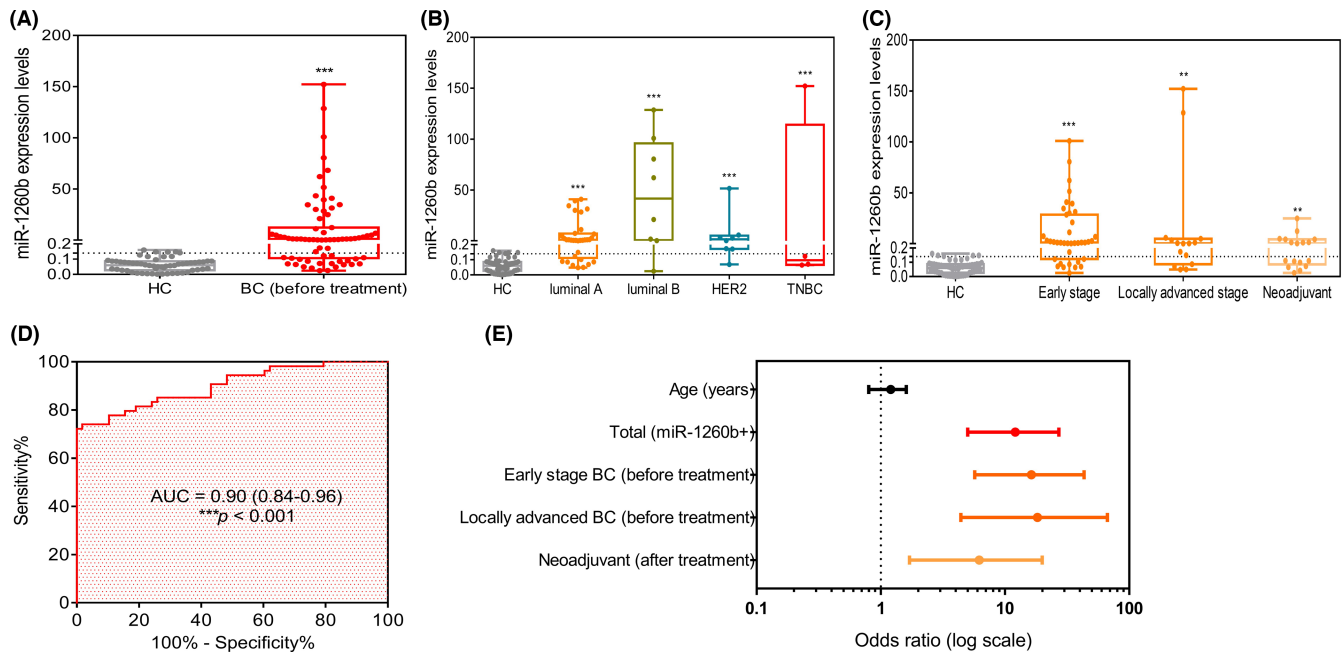 (A)
miR-1260b expression levels
200
150
100
50
0.2
0.1
0.0
***
HC
BC (before treatment)
(B)
miR-1260b expression levels
200
150
100
50
0.2
0.1
0.0
***
***
***
***
HC
luminal A
luminal B
HER2
TNBC
(C)
miR-1260b expression levels
200
150
100
50
0.2
0.1
0.0
***
**
**
HC
Early stage
Locally advanced stage
Neoadjuvant
(D)
Sensitivity%
100
80
60
40
20
0
AUC = 0.90 (0.84-0.96)
***p < 0.001
0 20 40 60 80 100
100% - Specificity%
(E)
Age (years)
Total (miR-1260b+)
Early stage BC (before treatment)
Locally advanced BC (before treatment)
Neoadjuvant (after treatment)
0.1 1 10 100
Odds ratio (log scale)